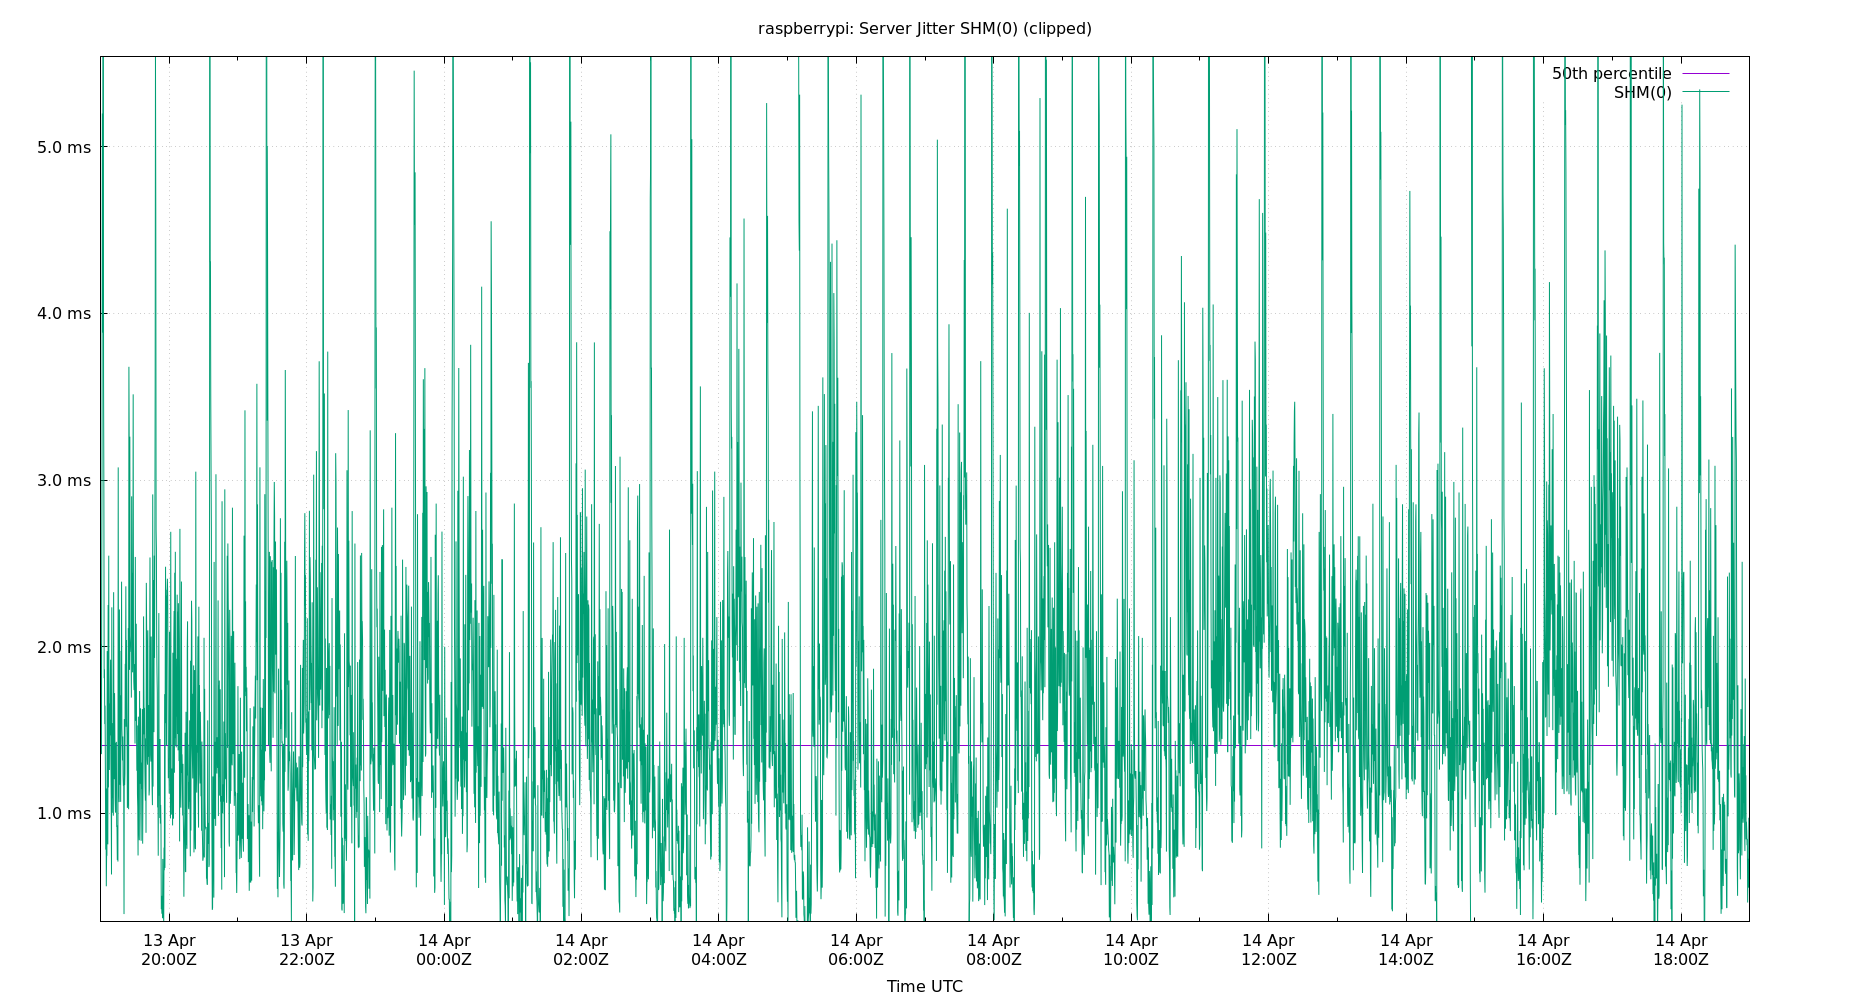 raspberrypi: Server Jitter SHM(0) (clipped)
50th percentile
SHM(0)
5.0 ms
4.0 ms
3.0 ms
2.0 ms
1.0 ms
13 Apr 13 Apr 14 Apr 14 Apr 14 Apr 14 Apr 14 Apr 14 Apr 14 Apr 14 Apr 14 Apr 14 Apr
20:00Z 22:00Z 00:00Z 02:00Z 04:00Z 06:00Z 08:00Z 10:00Z 12:00Z 14:00Z 16:00Z 18:00Z
Time UTC